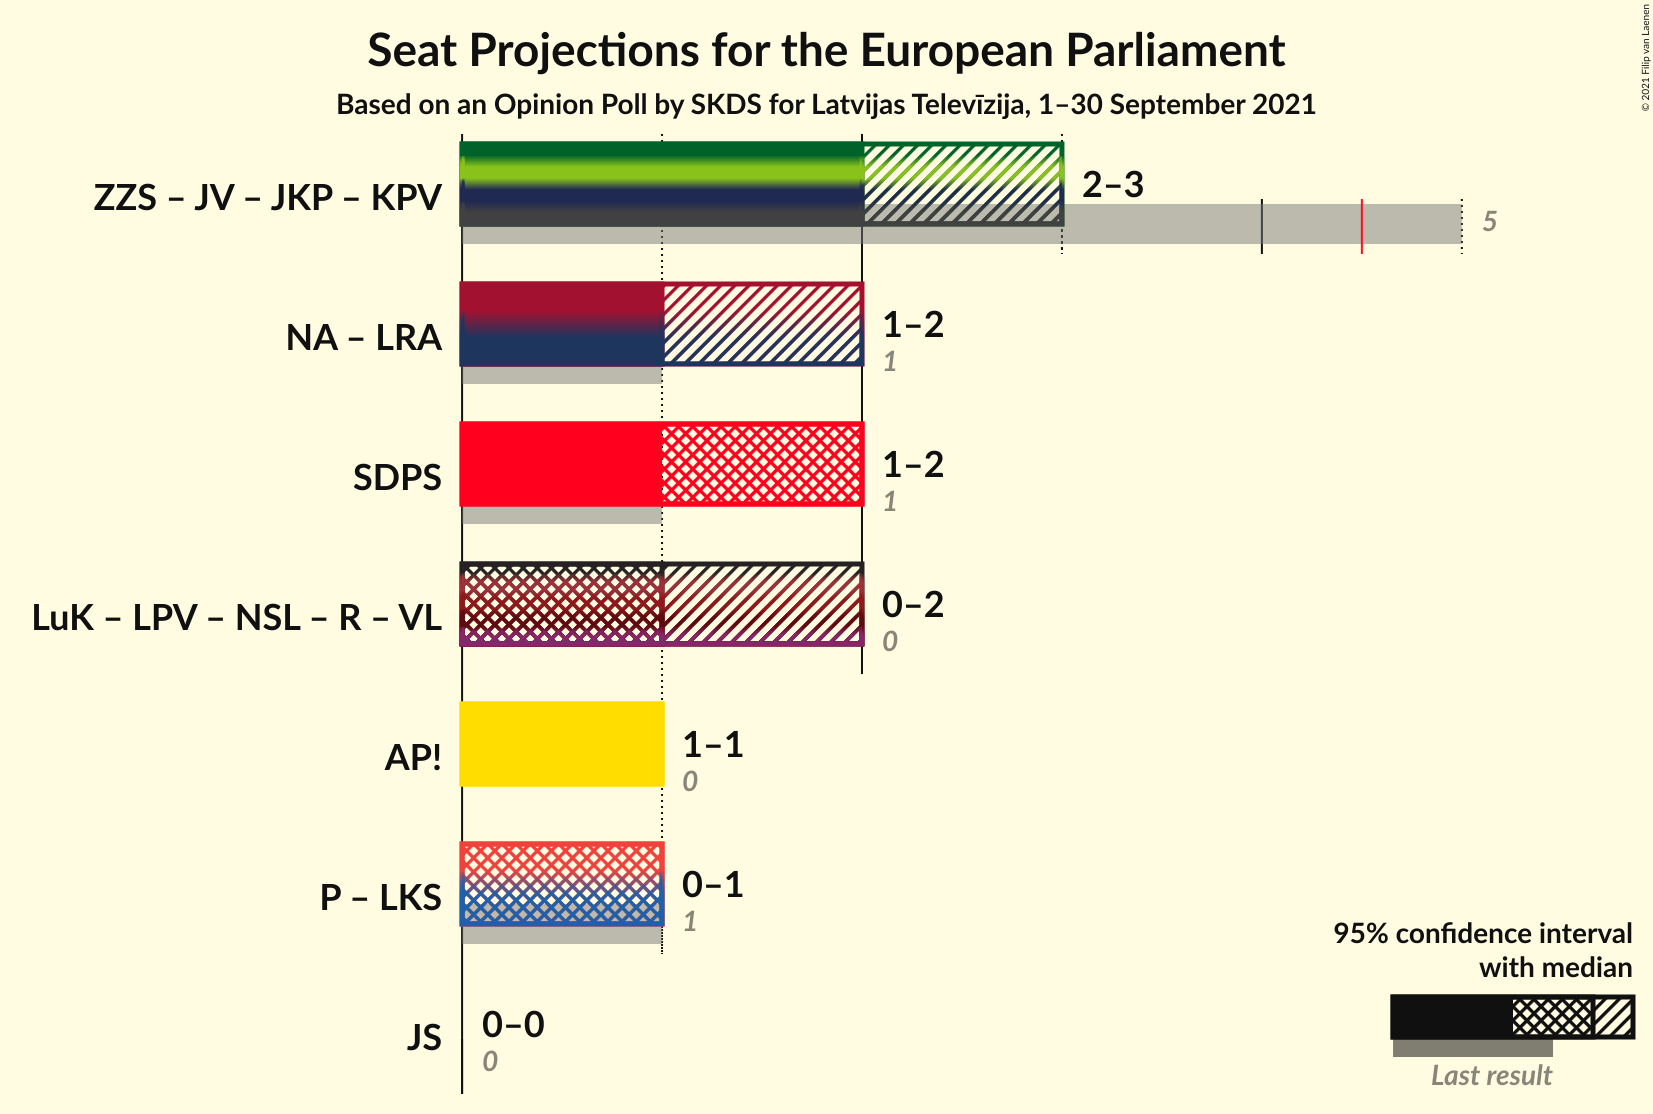 Seat Projections for the European Parliament
Based on an Opinion Poll by SKDS for Latvijas Televīzija, 1–30 September 2021
© 2021 Filip van Laenen
ZZS – JV – JKP – KPV
2–3
5
NA – LRA
1–2
1
SDPS
1–2
1
LuK – LPV – NSL – R – VL
0–2
0
AP!
1–1
0
P – LKS
0–1
1
JS
0–0
0
95% confidence interval
with median
Last result